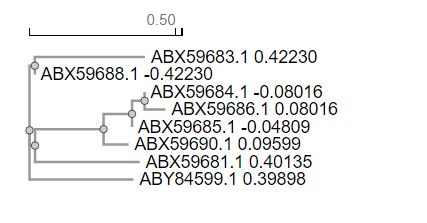 0.50
ABX59683.1 0.42230
ABX59688.1 -0.42230
ABX59684.1 -0.08016
ABX59686.1 0.08016
ABX59685.1 -0.04809
ABX59690.1 0.09599
ABX59681.1 0.40135
ABY84599.1 0.39898